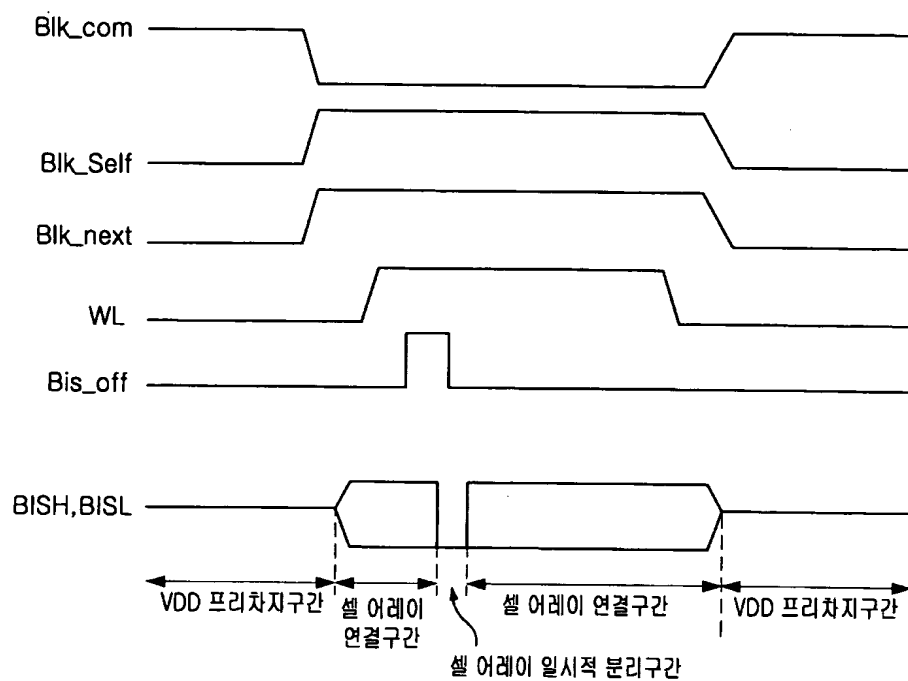 Blk_com
Blk_Self
Blk_next
WL
Bis_off
BISH,BISL
VDD 프리차지구간
셀 어레이
연결구간
셀 어레이 연결구간
VDD 프리차지구간
셀 어레이 일시적 분리구간